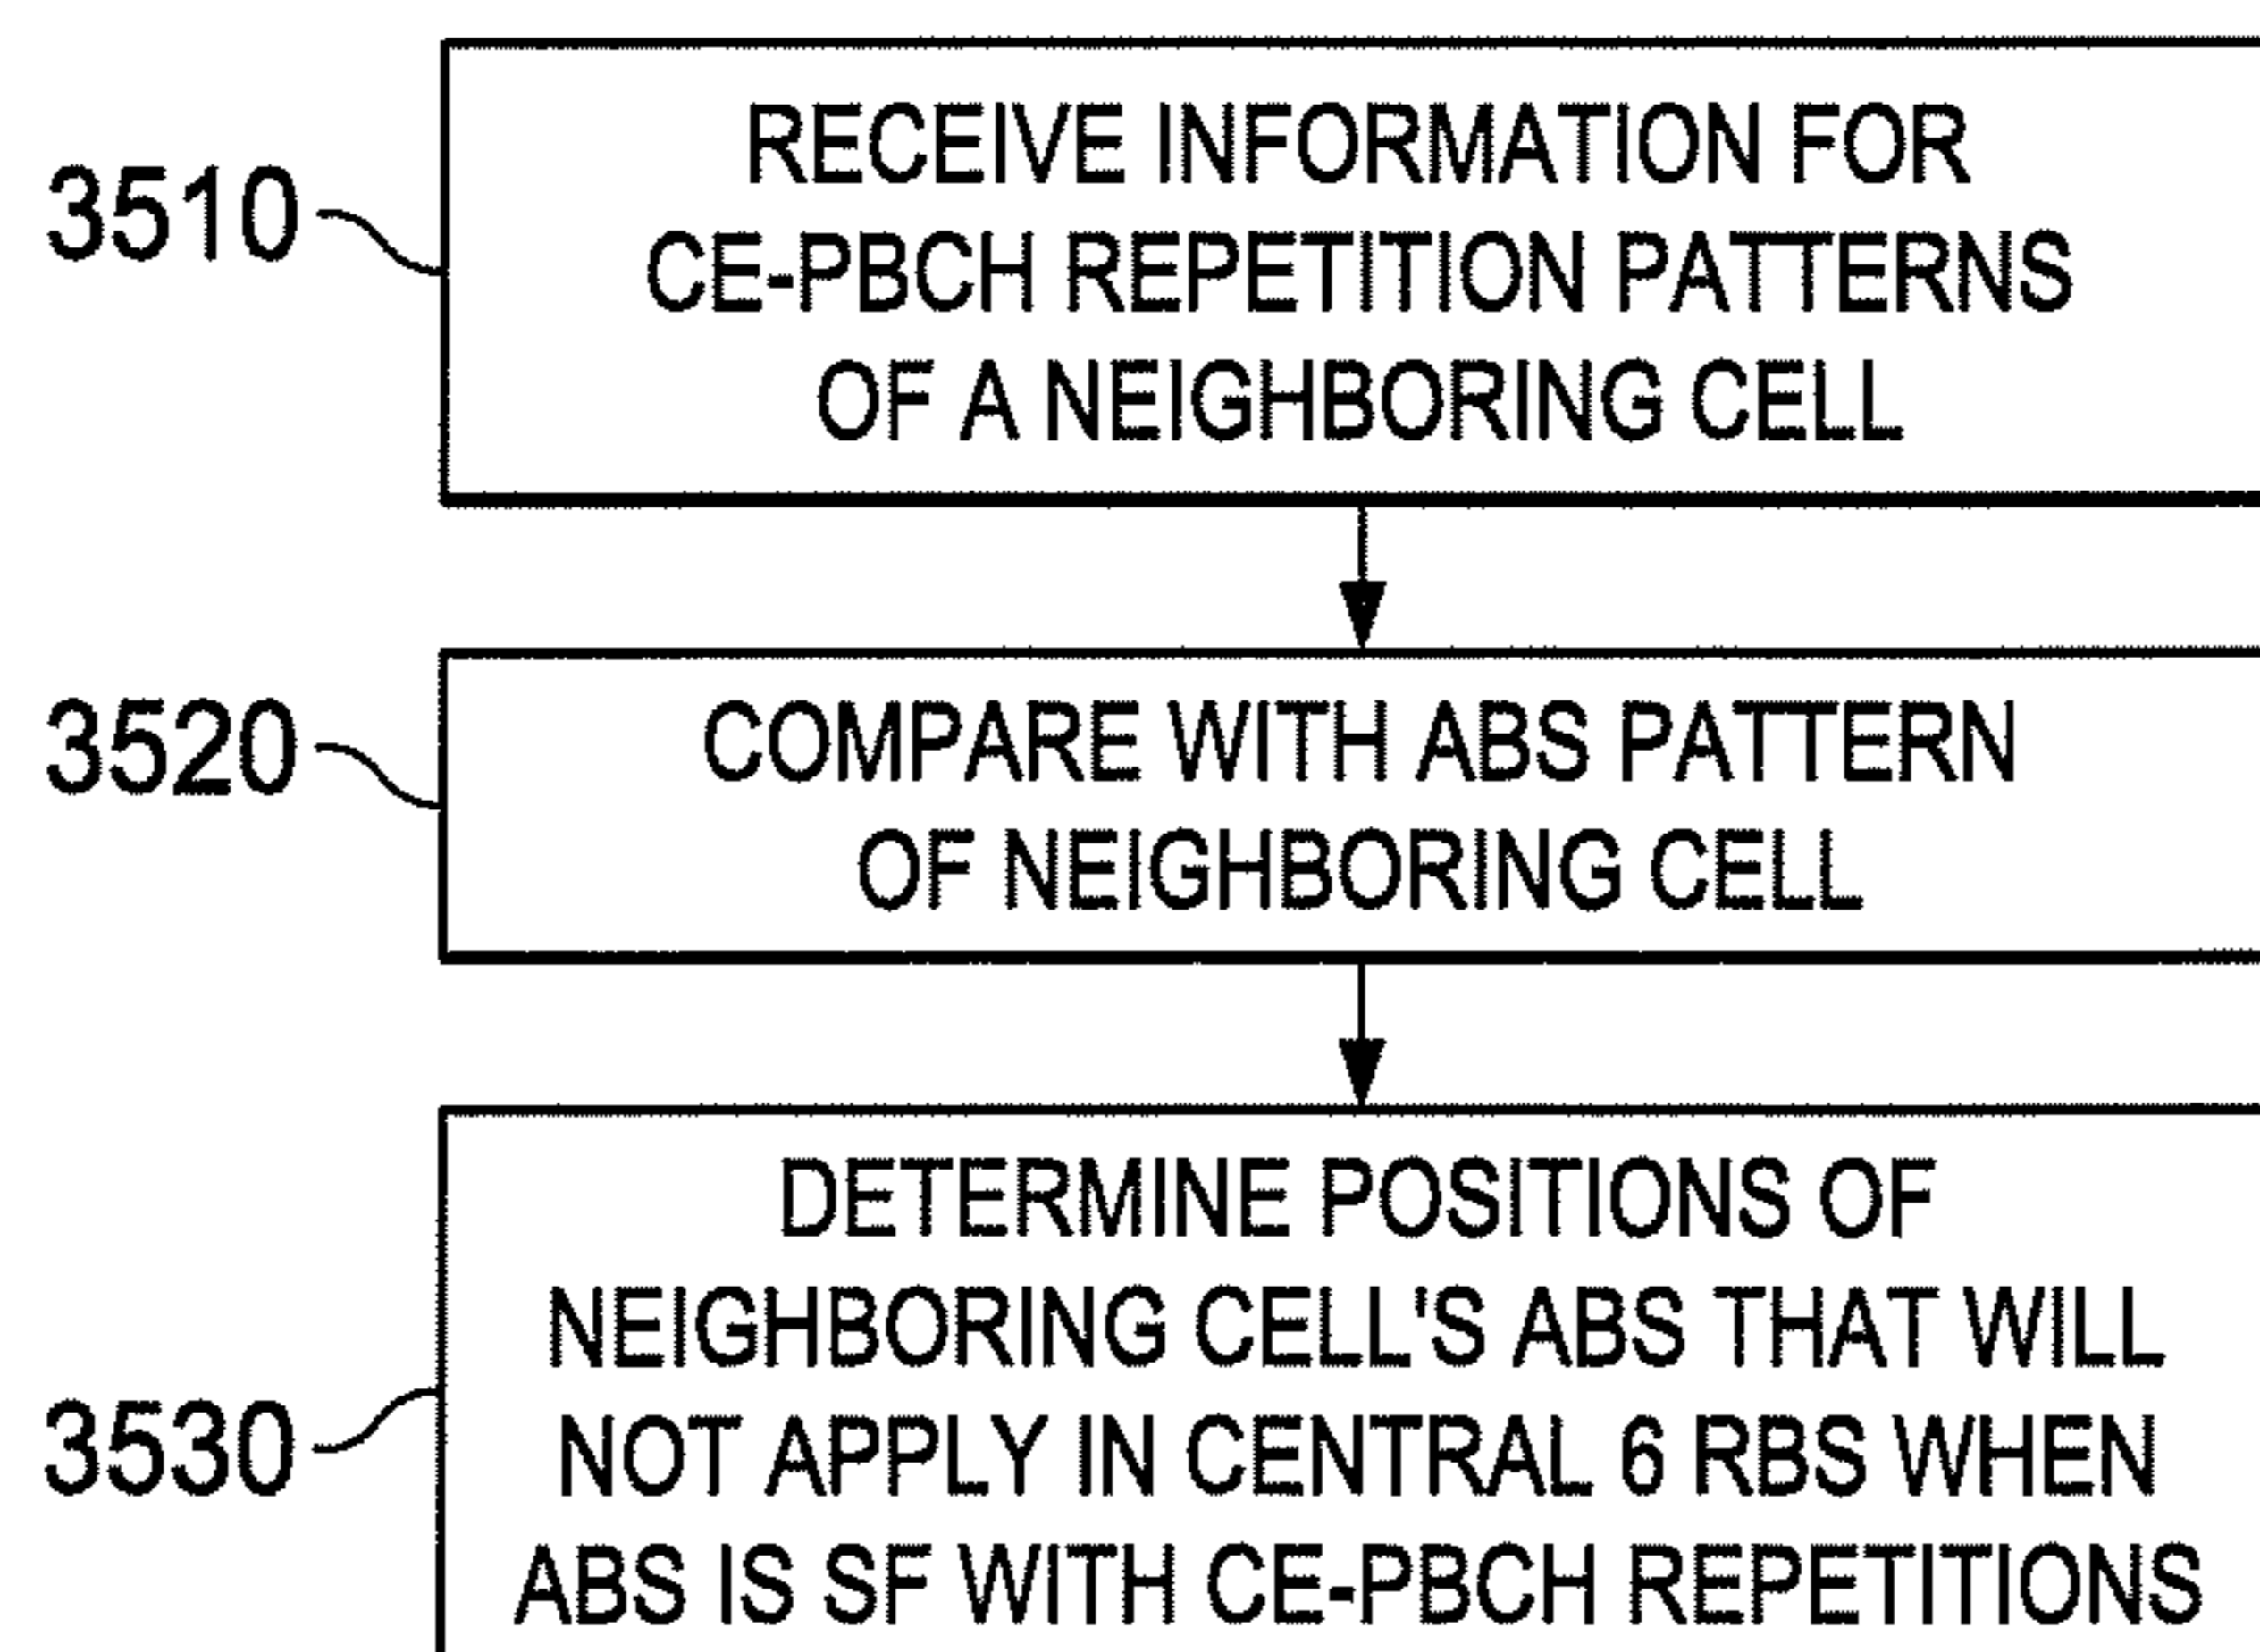 3510
RECEIVE INFORMATION FOR
CE-PBCH REPETITION PATTERNS
OF A NEIGHBORING CELL
3520
COMPARE WITH ABS PATTERN
OF NEIGHBORING CELL
3530
DETERMINE POSITIONS OF
NEIGHBORING CELL'S ABS THAT WILL
NOT APPLY IN CENTRAL 6 RBS WHEN
ABS IS SF WITH CE-PBCH REPETITIONS